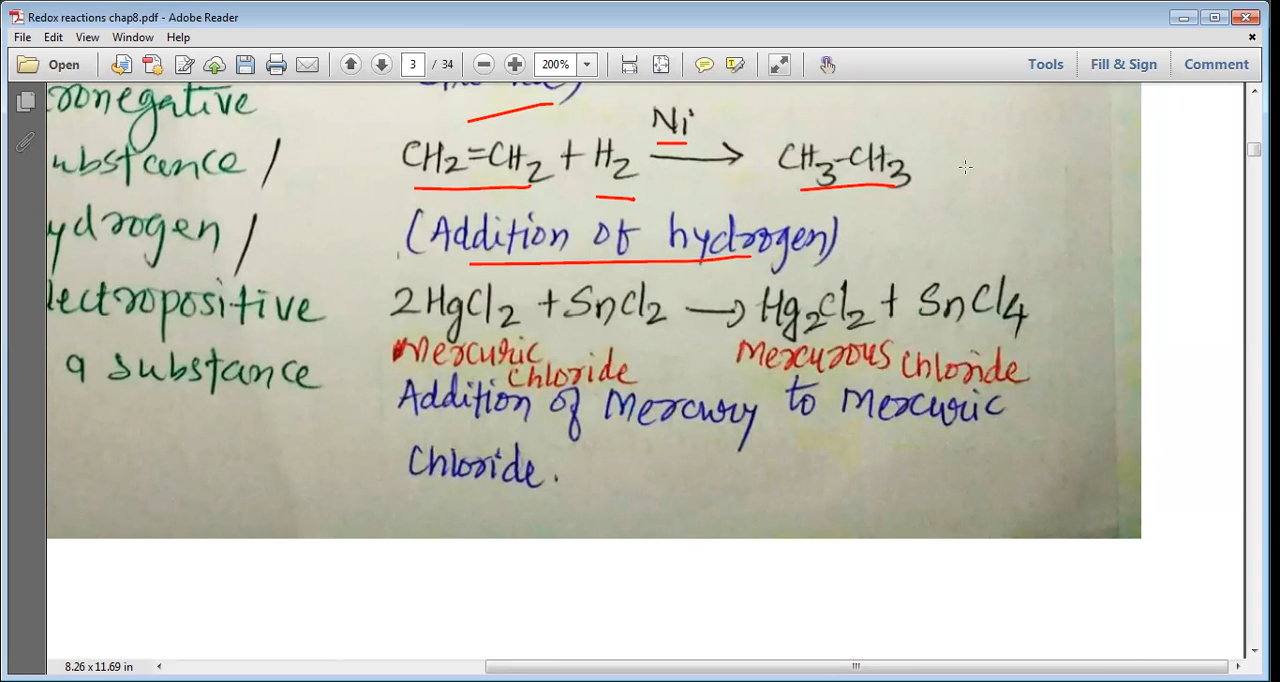 Redox reactions chap8.pdf - Adobe Reader
File Edit View Window Help
Open 3 / 34 200% Tools Fill & Sign Comment
ronegative
CH2=CH2 + H2 Ni → CH3-CH3
ubstance /
(Addition of hydrogen)
ydrogen /
2HgCl2 + SnCl2 → Hg2Cl2 + SnCl4
lectropositive
Mercuric Chloride Mercurous Chloride
a substance
Addition of Mercury to Mercuric
Chloride.
8.26 x 11.69 in